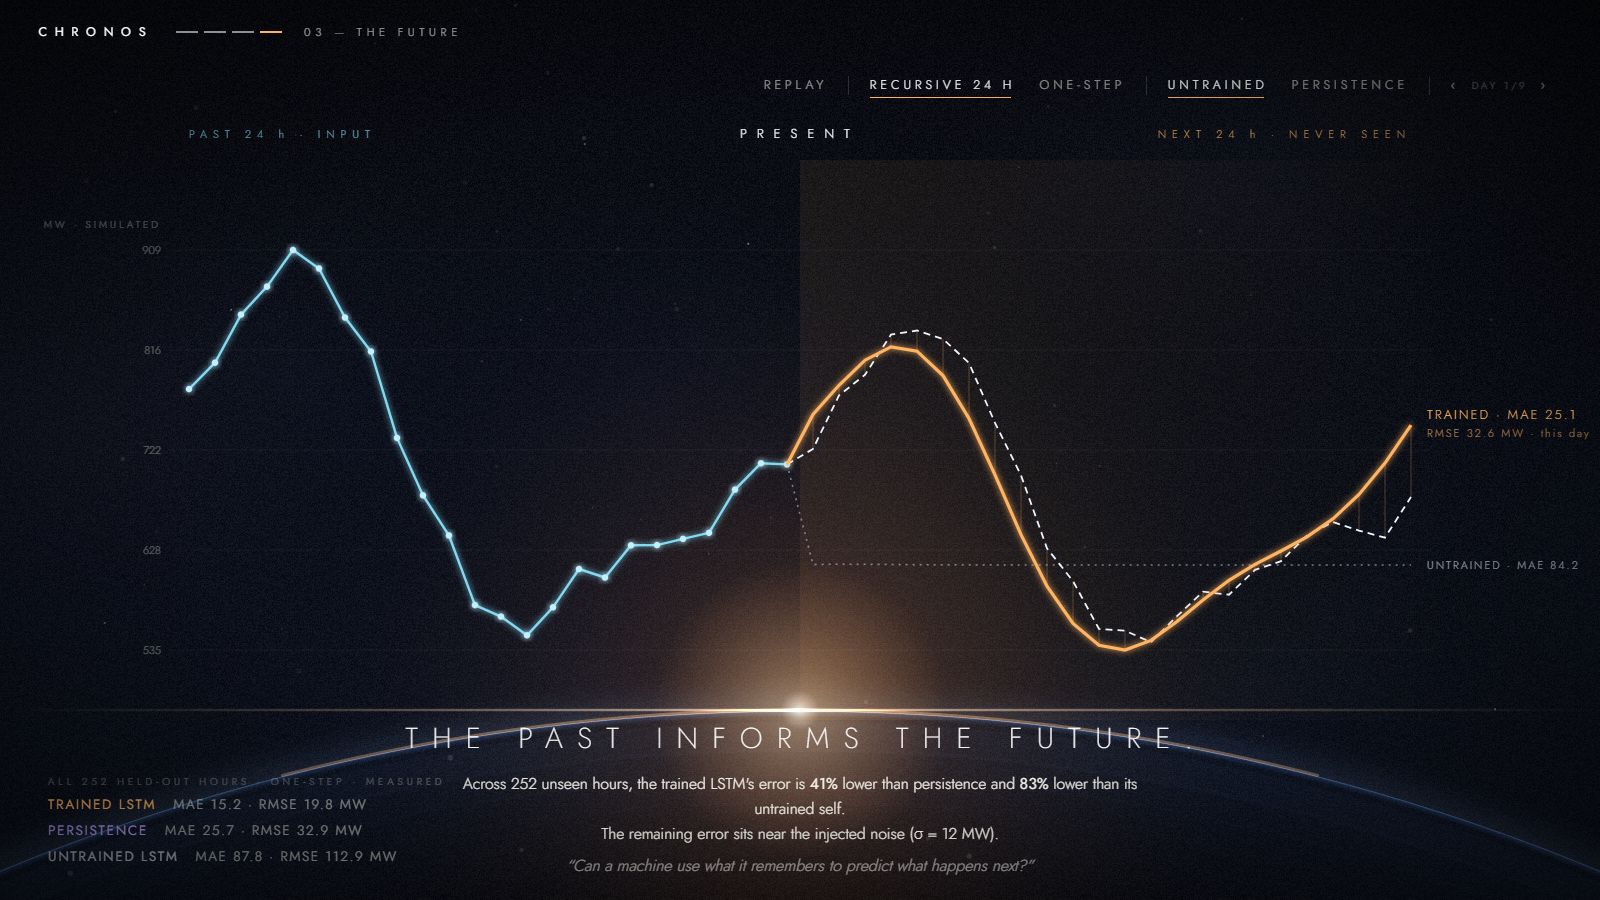 CHRONOS
03 — THE FUTURE
REPLAY
RECURSIVE 24 H
ONE-STEP
UNTRAINED
PERSISTENCE
‹ DAY 1/9 ›
PAST 24 h · INPUT
PRESENT
NEXT 24 h · NEVER SEEN
MW · SIMULATED
909
816
722
628
535
TRAINED · MAE 25.1
RMSE 32.6 MW · this day
UNTRAINED · MAE 84.2
THE PAST INFORMS THE FUTURE.
ALL 252 HELD-OUT HOURS · ONE-STEP · MEASURED
TRAINED LSTM MAE 15.2 · RMSE 19.8 MW
PERSISTENCE MAE 25.7 · RMSE 32.9 MW
UNTRAINED LSTM MAE 87.8 · RMSE 112.9 MW
Across 252 unseen hours, the trained LSTM's error is 41% lower than persistence and 83% lower than its
untrained self.
The remaining error sits near the injected noise (σ = 12 MW).
“Can a machine use what it remembers to predict what happens next?”